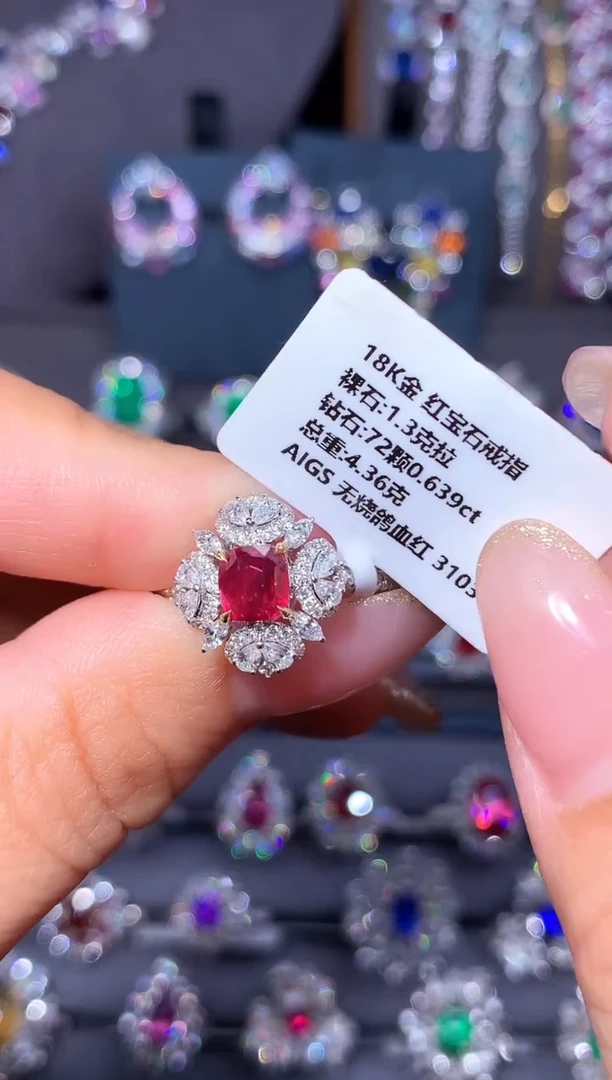 18K金 红宝石戒指
裸石:1.3克拉
钻石:72颗0.639ct
总重:4.36克
AIGS 无烧鸽血红 3103